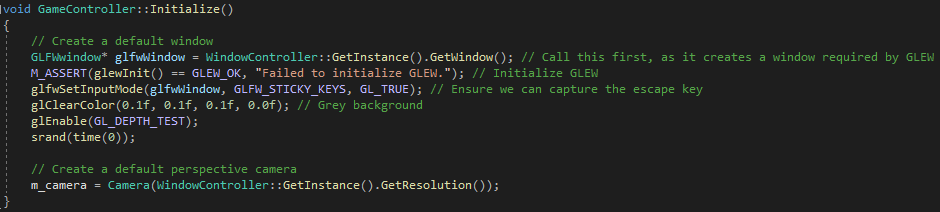 void GameController::Initialize()
{
// Create a default window
GLFWwindow* glfwWindow = WindowController::GetInstance().GetWindow(); // Call this first, as it creates a window required by GLEW
M_ASSERT(glewInit() == GLEW_OK, "Failed to initialize GLEW."); // Initialize GLEW
glfwSetInputMode(glfwWindow, GLFW_STICKY_KEYS, GL_TRUE); // Ensure we can capture the escape key
glClearColor(0.1f, 0.1f, 0.1f, 0.0f); // Grey background
glEnable(GL_DEPTH_TEST);
srand(time(0));
// Create a default perspective camera
m_camera = Camera(WindowController::GetInstance().GetResolution());
}